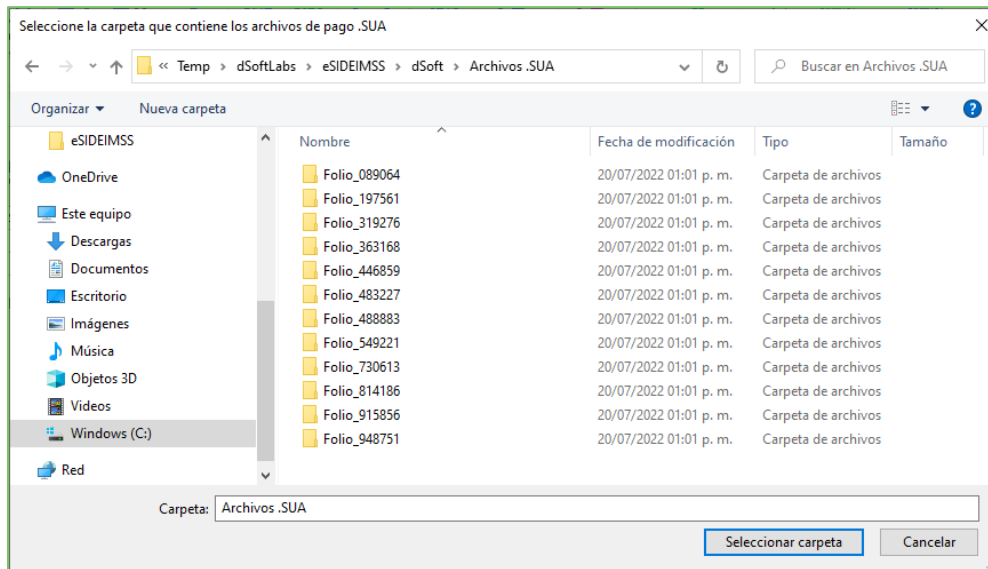 Seleccione la carpeta que contiene los archivos de pago .SUA
« Temp › dSoftLabs › eSIDEIMSS › dSoft › Archivos .SUA
Buscar en Archivos .SUA
Organizar
Nueva carpeta
eSIDEIMSS
OneDrive
Este equipo
Descargas
Documentos
Escritorio
Imágenes
Música
Objetos 3D
Videos
Windows (C:)
Red
Nombre Fecha de modificación Tipo Tamaño
Folio_089064 20/07/2022 01:01 p. m. Carpeta de archivos
Folio_197561 20/07/2022 01:01 p. m. Carpeta de archivos
Folio_319276 20/07/2022 01:01 p. m. Carpeta de archivos
Folio_363168 20/07/2022 01:01 p. m. Carpeta de archivos
Folio_446859 20/07/2022 01:01 p. m. Carpeta de archivos
Folio_483227 20/07/2022 01:01 p. m. Carpeta de archivos
Folio_488883 20/07/2022 01:01 p. m. Carpeta de archivos
Folio_549221 20/07/2022 01:01 p. m. Carpeta de archivos
Folio_730613 20/07/2022 01:01 p. m. Carpeta de archivos
Folio_814186 20/07/2022 01:01 p. m. Carpeta de archivos
Folio_915856 20/07/2022 01:01 p. m. Carpeta de archivos
Folio_948751 20/07/2022 01:01 p. m. Carpeta de archivos
Carpeta: Archivos .SUA
Seleccionar carpeta
Cancelar